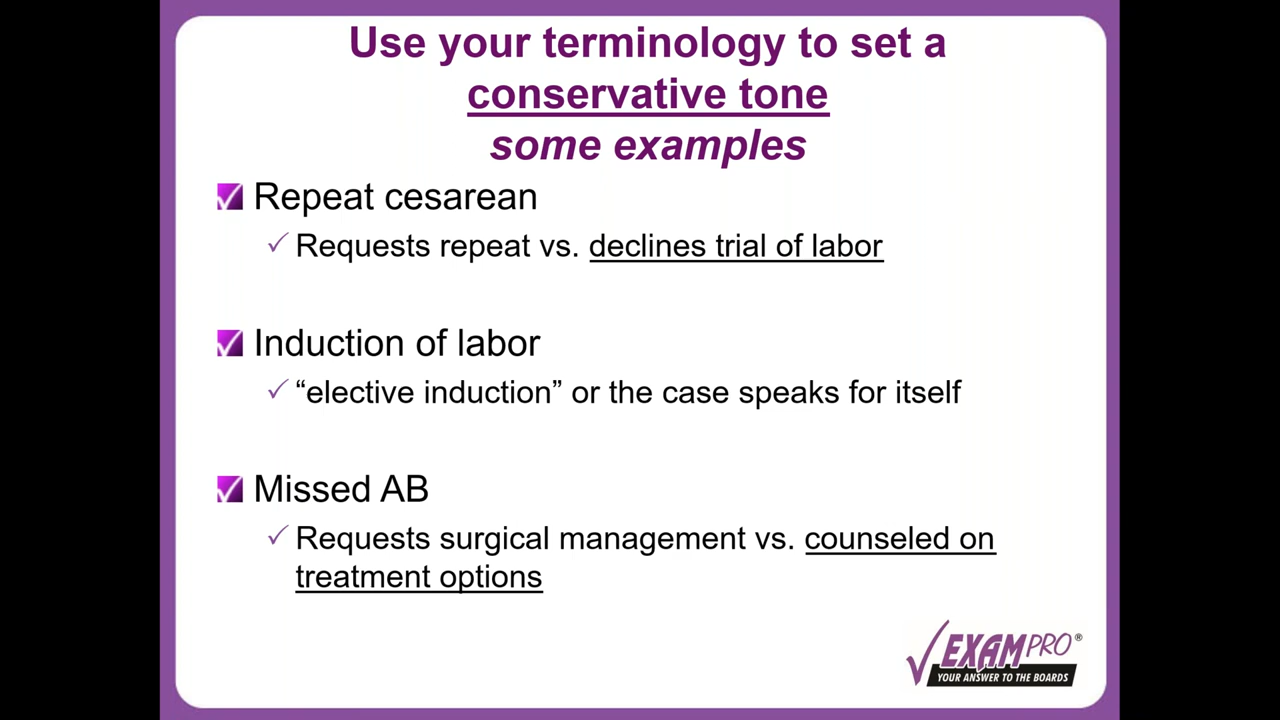 Use your terminology to set a
conservative tone
some examples
Repeat cesarean
Requests repeat vs. declines trial of labor
Induction of labor
“elective induction” or the case speaks for itself
Missed AB
Requests surgical management vs. counseled on
treatment options
EXAMPRO®
YOUR ANSWER TO THE BOARDS